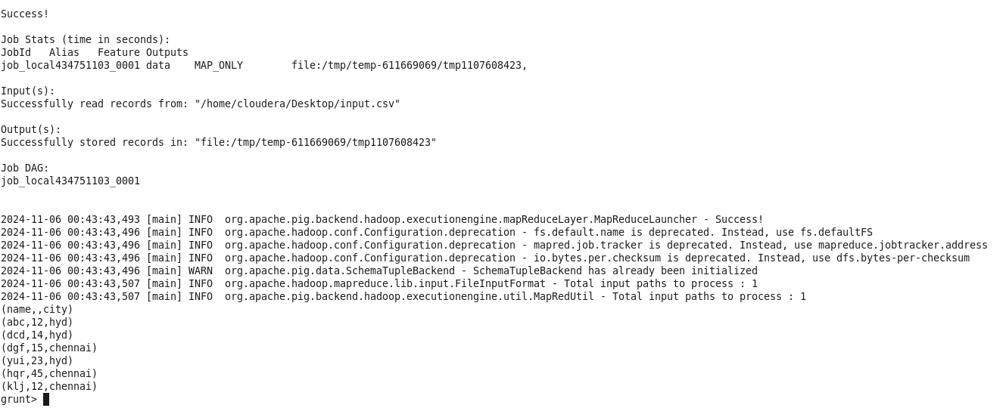 Success!
Job Stats (time in seconds):
JobId   Alias   Feature Outputs
job_local434751103_0001 data    MAP_ONLY        file:/tmp/temp-611669069/tmp1107608423,
Input(s):
Successfully read records from: "/home/cloudera/Desktop/input.csv"
Output(s):
Successfully stored records in: "file:/tmp/temp-611669069/tmp1107608423"
Job DAG:
job_local434751103_0001
2024-11-06 00:43:43,493 [main] INFO  org.apache.pig.backend.hadoop.executionengine.mapReduceLayer.MapReduceLauncher - Success!
2024-11-06 00:43:43,496 [main] INFO  org.apache.hadoop.conf.Configuration.deprecation - fs.default.name is deprecated. Instead, use fs.defaultFS
2024-11-06 00:43:43,496 [main] INFO  org.apache.hadoop.conf.Configuration.deprecation - mapred.job.tracker is deprecated. Instead, use mapreduce.jobtracker.address
2024-11-06 00:43:43,496 [main] INFO  org.apache.hadoop.conf.Configuration.deprecation - io.bytes.per.checksum is deprecated. Instead, use dfs.bytes-per-checksum
2024-11-06 00:43:43,496 [main] WARN  org.apache.pig.data.SchemaTupleBackend - SchemaTupleBackend has already been initialized
2024-11-06 00:43:43,507 [main] INFO  org.apache.hadoop.mapreduce.lib.input.FileInputFormat - Total input paths to process : 1
2024-11-06 00:43:43,507 [main] INFO  org.apache.pig.backend.hadoop.executionengine.util.MapRedUtil - Total input paths to process : 1
(name,,city)
(abc,12,hyd)
(dcd,14,hyd)
(dgf,15,chennai)
(yui,23,hyd)
(hqr,45,chennai)
(klj,12,chennai)
grunt>